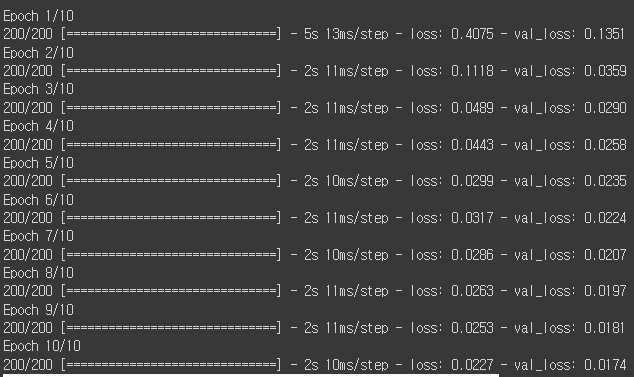 Epoch 1/10
200/200 [==============================] - 5s 13ms/step - loss: 0.4075 - val_loss: 0.1351
Epoch 2/10
200/200 [==============================] - 2s 11ms/step - loss: 0.1118 - val_loss: 0.0359
Epoch 3/10
200/200 [==============================] - 2s 11ms/step - loss: 0.0489 - val_loss: 0.0290
Epoch 4/10
200/200 [==============================] - 2s 11ms/step - loss: 0.0443 - val_loss: 0.0258
Epoch 5/10
200/200 [==============================] - 2s 10ms/step - loss: 0.0299 - val_loss: 0.0235
Epoch 6/10
200/200 [==============================] - 2s 11ms/step - loss: 0.0317 - val_loss: 0.0224
Epoch 7/10
200/200 [==============================] - 2s 10ms/step - loss: 0.0286 - val_loss: 0.0207
Epoch 8/10
200/200 [==============================] - 2s 11ms/step - loss: 0.0263 - val_loss: 0.0197
Epoch 9/10
200/200 [==============================] - 2s 11ms/step - loss: 0.0253 - val_loss: 0.0181
Epoch 10/10
200/200 [==============================] - 2s 10ms/step - loss: 0.0227 - val_loss: 0.0174